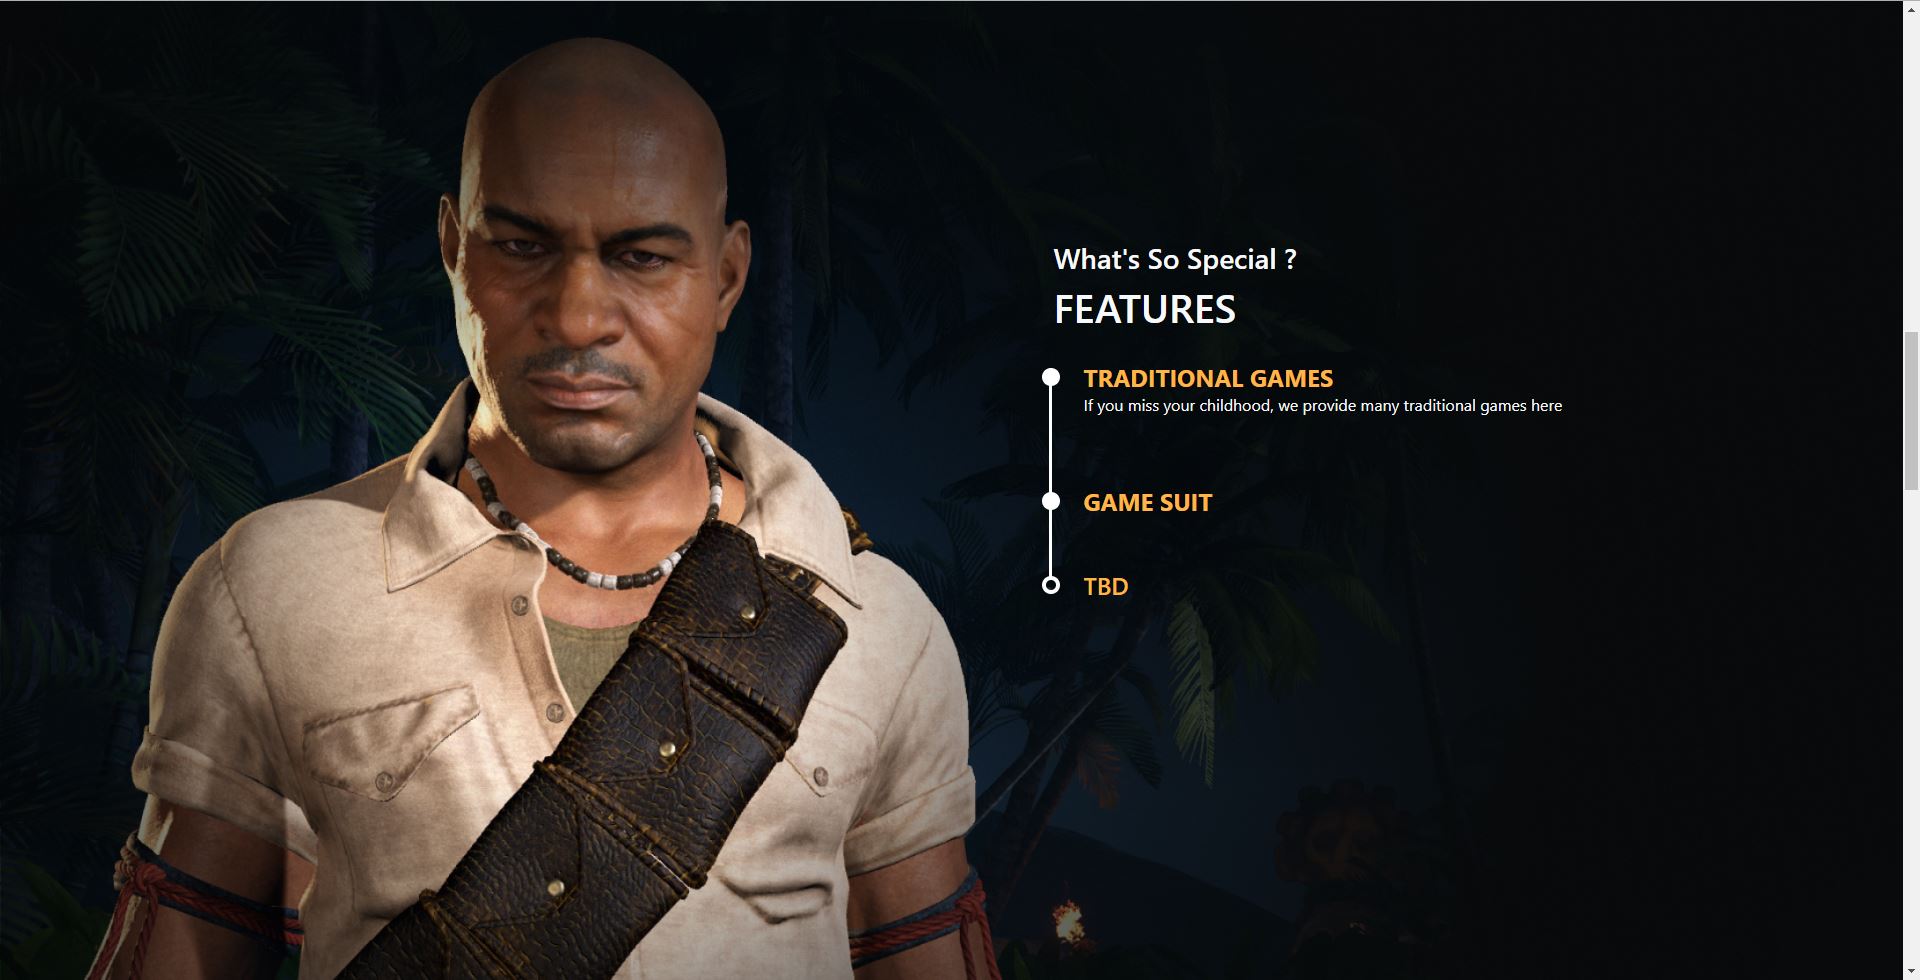 What's So Special ?
FEATURES
TRADITIONAL GAMES
If you miss your childhood, we provide many traditional games here
GAME SUIT
TBD